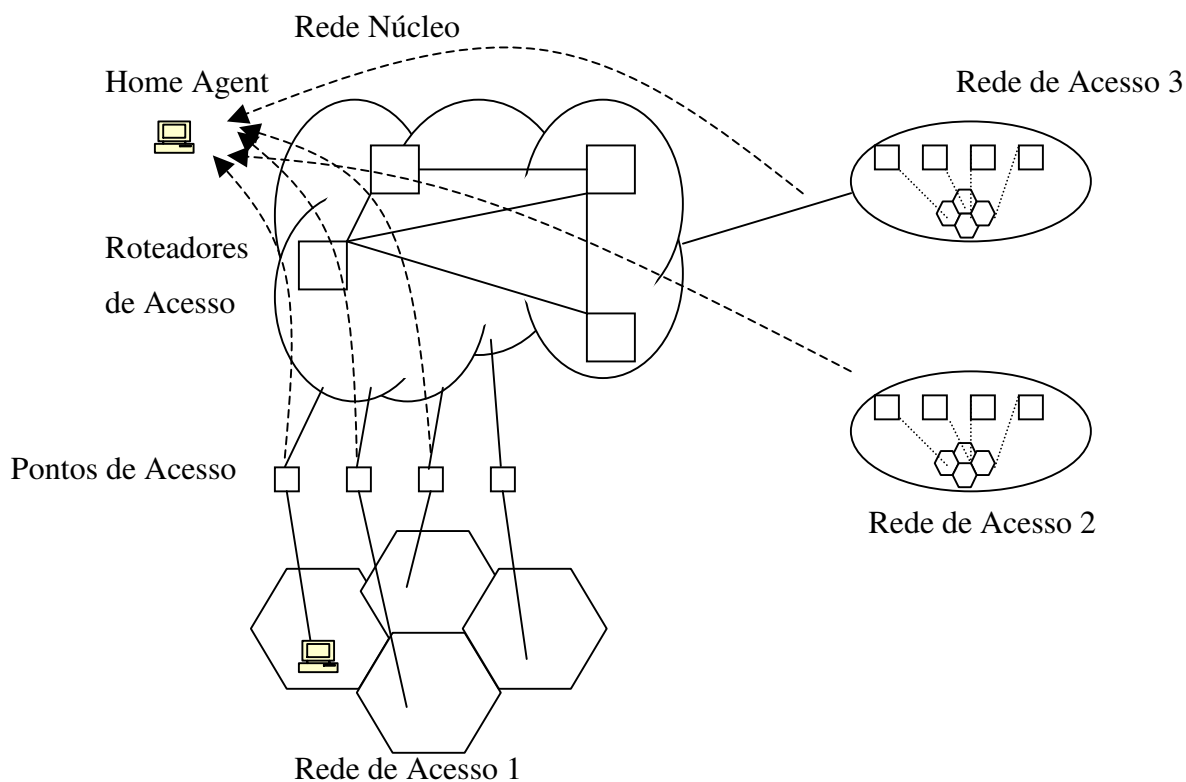 Rede Núcleo
Home Agent
Rede de Acesso 3
Roteadores
de Acesso
Pontos de Acesso
Rede de Acesso 2
Rede de Acesso 1